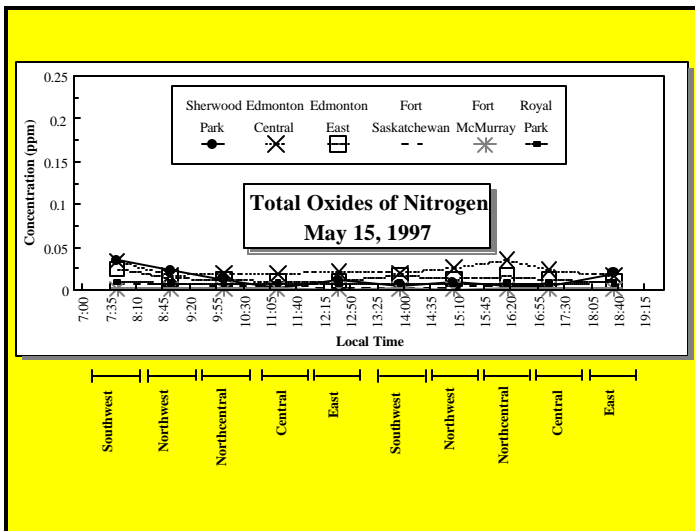 0.25
0.2
0.15
0.1
0.05
0
Concentration (ppm)
Sherwood Edmonton Edmonton Fort Fort Royal
Park Central East Saskatchewan McMurray Park
Total Oxides of Nitrogen
May 15, 1997
7:00 7:35 8:10 8:45 9:20 9:55 10:30 11:05 11:40 12:15 12:50 13:25 14:00 14:35 15:10 15:45 16:20 16:55 17:30 18:05 18:40 19:15
Local Time
Southwest Northwest Northcentral Central East Southwest Northwest Northcentral Central East